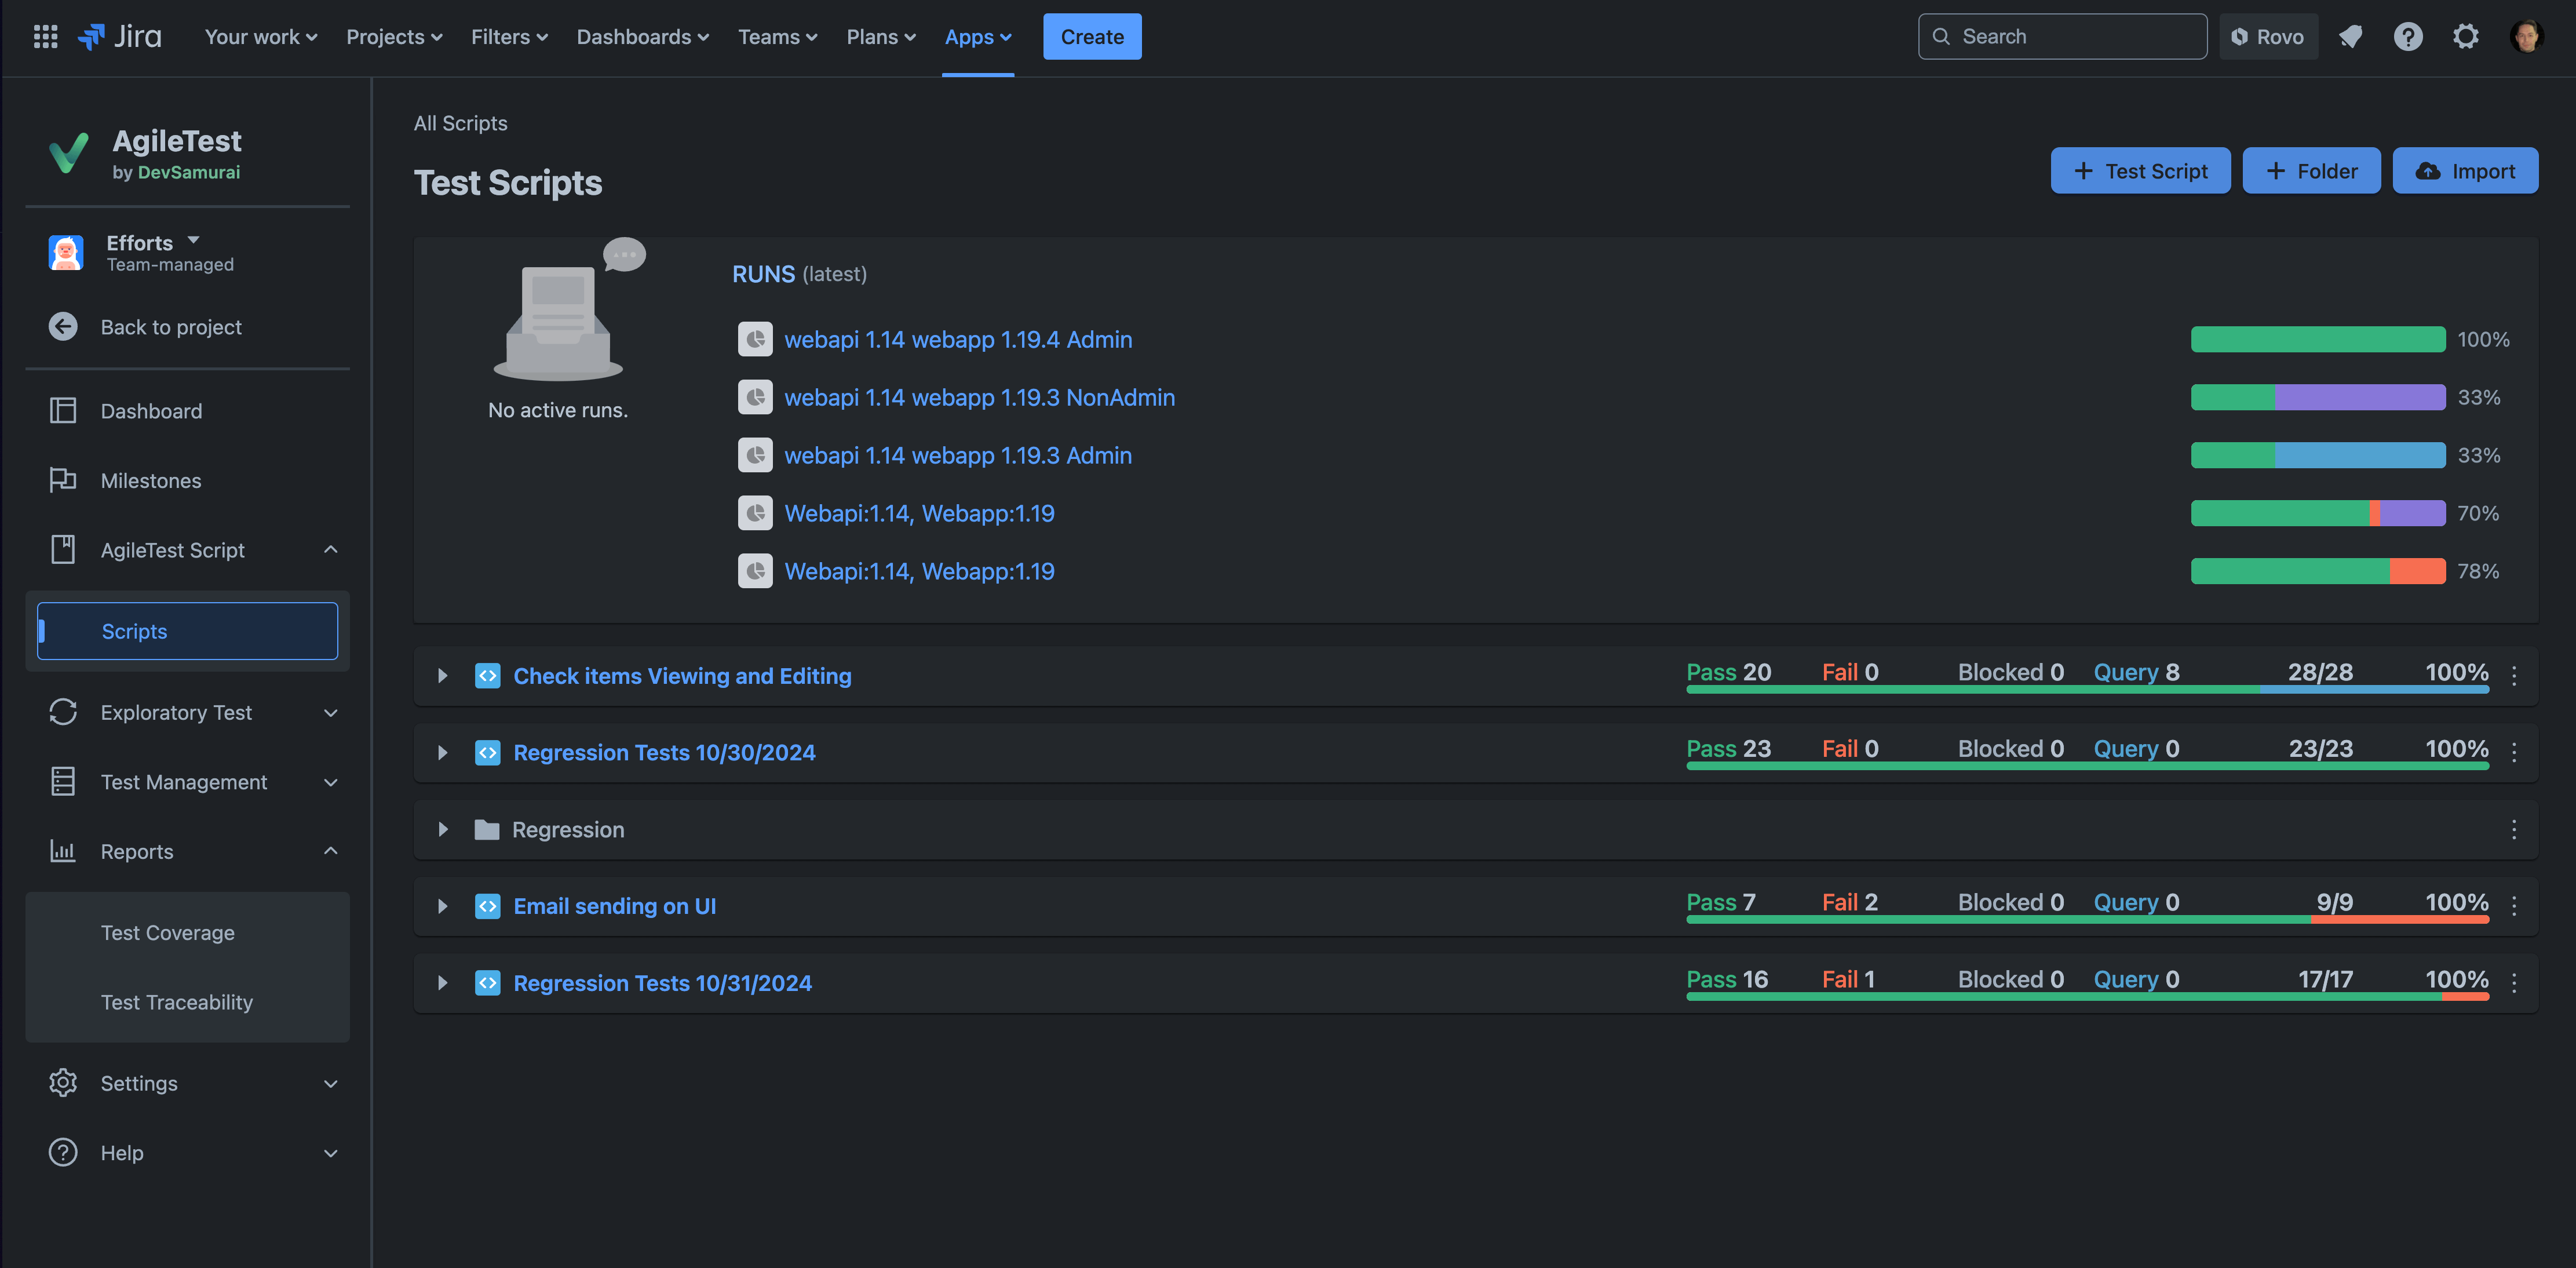 Jira
Your work
Projects
Filters
Dashboards
Teams
Plans
Apps
Create
Search
Rovo
AgileTest
by DevSamurai
Efforts
Team-managed
Back to project
Dashboard
Milestones
AgileTest Script
Scripts
Exploratory Test
Test Management
Reports
Test Coverage
Test Traceability
Settings
Help
All Scripts
Test Scripts
Test Script
Folder
Import
No active runs.
RUNS (latest)
webapi 1.14 webapp 1.19.4 Admin 100%
webapi 1.14 webapp 1.19.3 NonAdmin 33%
webapi 1.14 webapp 1.19.3 Admin 33%
Webapi:1.14, Webapp:1.19 70%
Webapi:1.14, Webapp:1.19 78%
Check items Viewing and Editing Pass 20 Fail 0 Blocked 0 Query 8 28/28 100%
Regression Tests 10/30/2024 Pass 23 Fail 0 Blocked 0 Query 0 23/23 100%
Regression
Email sending on UI Pass 7 Fail 2 Blocked 0 Query 0 9/9 100%
Regression Tests 10/31/2024 Pass 16 Fail 1 Blocked 0 Query 0 17/17 100%